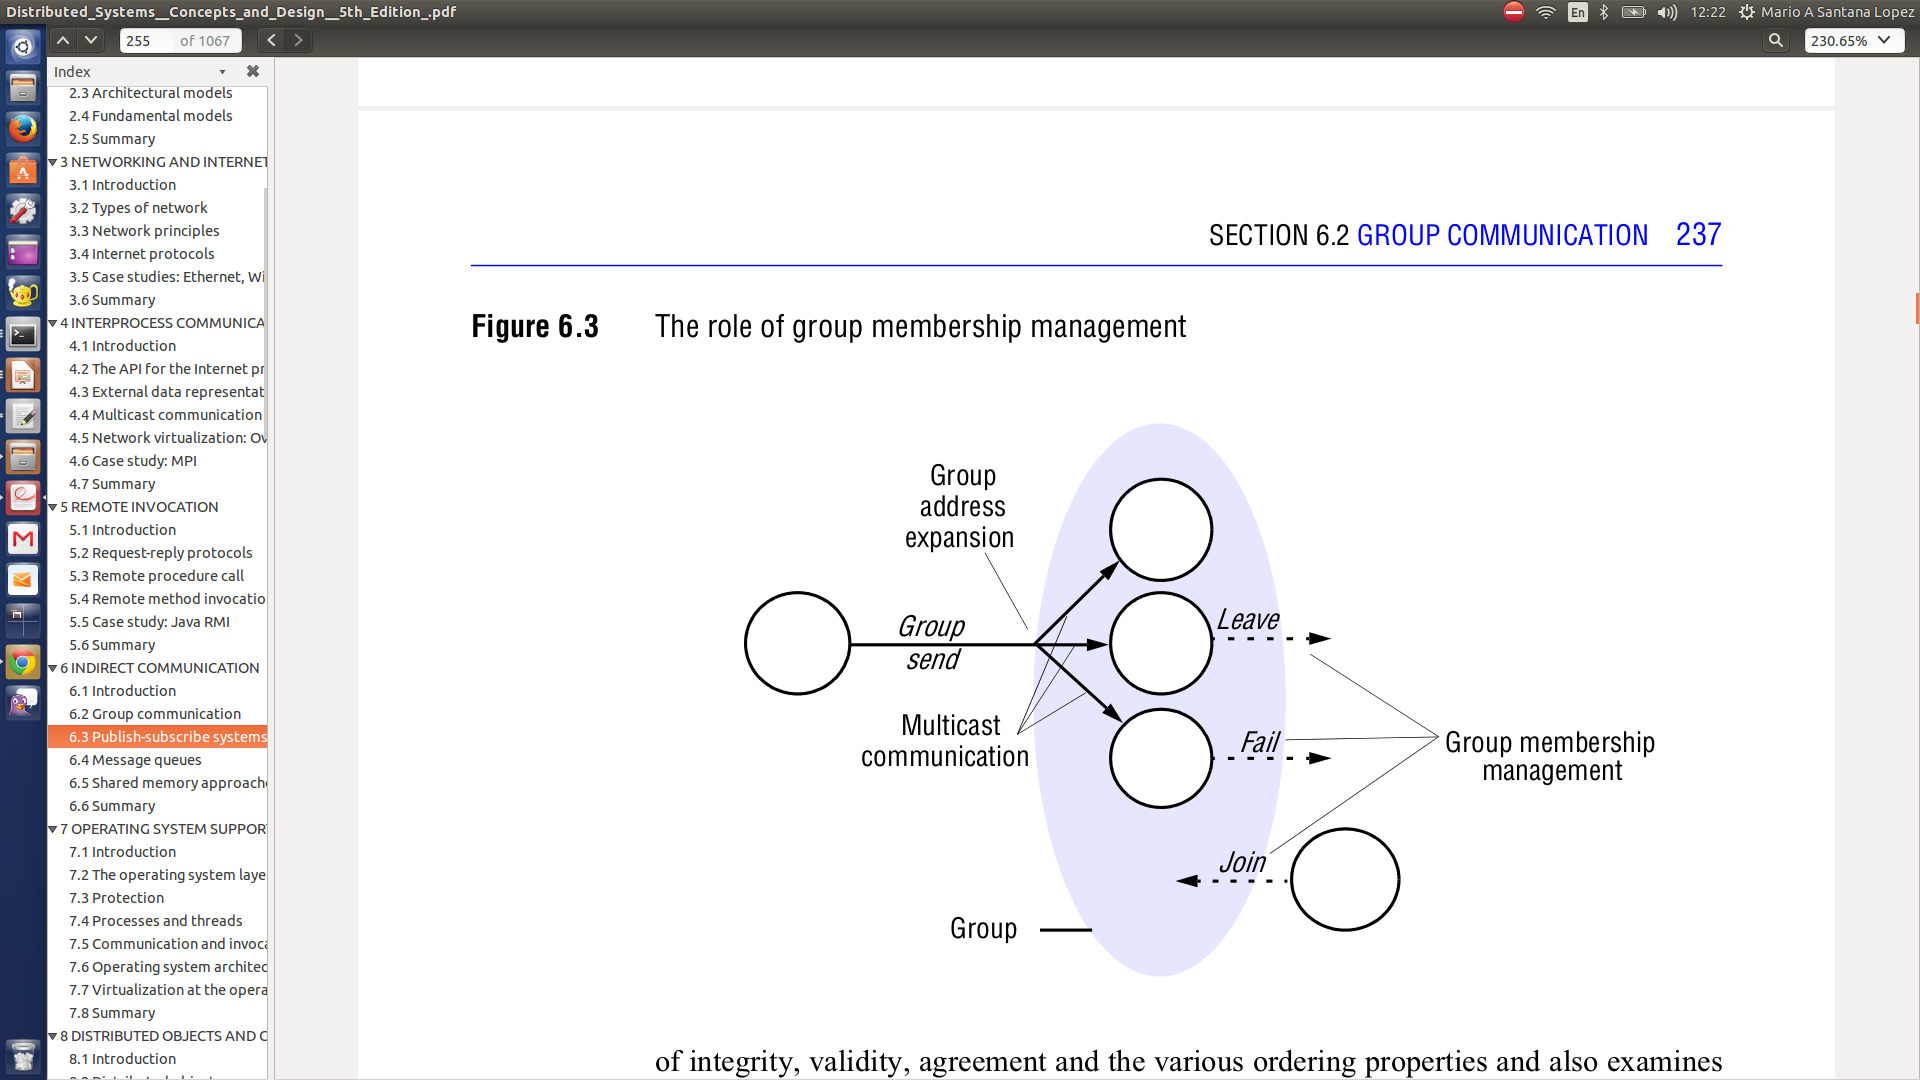 Distributed_Systems__Concepts_and_Design__5th_Edition_.pdf
En
12:22
Mario A Santana Lopez
255 of 1067
230.65%
Index
2.3 Architectural models
2.4 Fundamental models
2.5 Summary
3 NETWORKING AND INTERNET
3.1 Introduction
3.2 Types of network
3.3 Network principles
3.4 Internet protocols
3.5 Case studies: Ethernet, Wi
3.6 Summary
4 INTERPROCESS COMMUNICA
4.1 Introduction
4.2 The API for the Internet pr
4.3 External data representat
4.4 Multicast communication
4.5 Network virtualization: Ov
4.6 Case study: MPI
4.7 Summary
5 REMOTE INVOCATION
5.1 Introduction
5.2 Request-reply protocols
5.3 Remote procedure call
5.4 Remote method invocatio
5.5 Case study: Java RMI
5.6 Summary
6 INDIRECT COMMUNICATION
6.1 Introduction
6.2 Group communication
6.3 Publish-subscribe systems
6.4 Message queues
6.5 Shared memory approach
6.6 Summary
7 OPERATING SYSTEM SUPPOR
7.1 Introduction
7.2 The operating system laye
7.3 Protection
7.4 Processes and threads
7.5 Communication and invoca
7.6 Operating system architec
7.7 Virtualization at the opera
7.8 Summary
8 DISTRIBUTED OBJECTS AND C
8.1 Introduction
SECTION 6.2 GROUP COMMUNICATION 237
Figure 6.3 The role of group membership management
Group
address
expansion
Group
send
Multicast
communication
Leave
Fail
Group membership
management
Join
Group
of integrity, validity, agreement and the various ordering properties and also examines